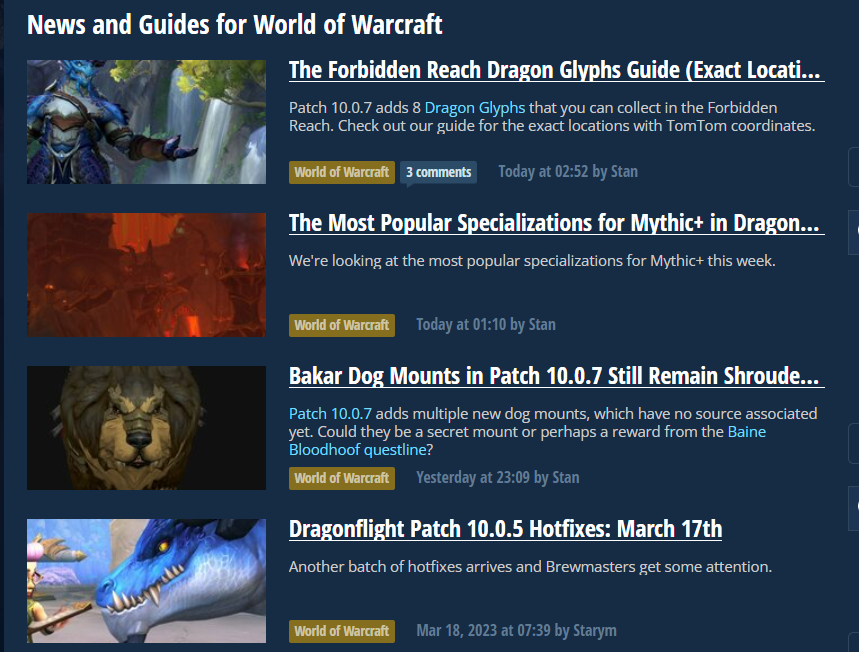 News and Guides for World of Warcraft
The Forbidden Reach Dragon Glyphs Guide (Exact Locati...
Patch 10.0.7 adds 8 Dragon Glyphs that you can collect in the Forbidden
Reach. Check out our guide for the exact locations with TomTom coordinates.
World of Warcraft 3 comments Today at 02:52 by Stan
The Most Popular Specializations for Mythic+ in Dragon...
We're looking at the most popular specializations for Mythic+ this week.
World of Warcraft Today at 01:10 by Stan
Bakar Dog Mounts in Patch 10.0.7 Still Remain Shroude...
Patch 10.0.7 adds multiple new dog mounts, which have no source associated
yet. Could they be a secret mount or perhaps a reward from the Baine
Bloodhoof questline?
World of Warcraft Yesterday at 23:09 by Stan
Dragonflight Patch 10.0.5 Hotfixes: March 17th
Another batch of hotfixes arrives and Brewmasters get some attention.
World of Warcraft Mar 18, 2023 at 07:39 by Starym